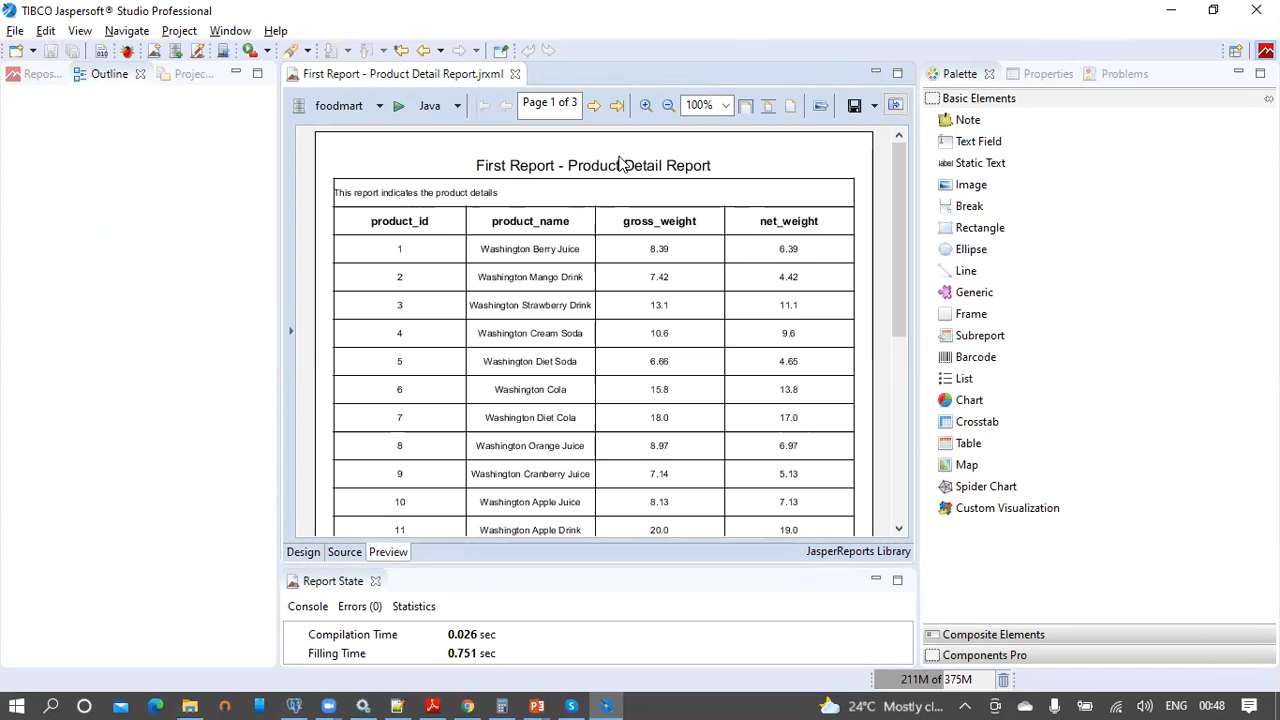 TIBCO Jaspersoft® Studio Professional
File Edit View Navigate Project Window Help
Repos... Outline Projec... First Report - Product Detail Report.jrxml Palette Properties Problems
foodmart Java Page 1 of 3 100%
Basic Elements
Note
Text Field
label Static Text
Image
Break
Rectangle
Ellipse
Line
Generic
Frame
Subreport
Barcode
List
Chart
Crosstab
Table
Map
Spider Chart
Custom Visualization
Composite Elements
Components Pro
First Report - Product Detail Report
This report indicates the product details
product_id product_name gross_weight net_weight
1 Washington Berry Juice 8.39 6.39
2 Washington Mango Drink 7.42 4.42
3 Washington Strawberry Drink 13.1 11.1
4 Washington Cream Soda 10.6 9.6
5 Washington Diet Soda 6.66 4.65
6 Washington Cola 15.8 13.8
7 Washington Diet Cola 18.0 17.0
8 Washington Orange Juice 8.97 6.97
9 Washington Cranberry Juice 7.14 5.13
10 Washington Apple Juice 8.13 7.13
11 Washington Apple Drink 20.0 19.0
Design Source Preview JasperReports Library
Report State
Console Errors (0) Statistics
Compilation Time 0.026 sec
Filling Time 0.751 sec
211M of 375M
24°C Mostly cl... ENG 00:48